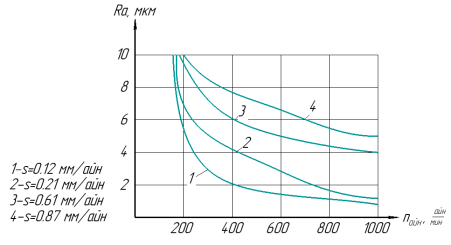 Ra, мкм
10
8
6
4
2
4
3
2
1
1-s=0.12 мм/айн
2-s=0.21 мм/айн
3-s=0.61 мм/айн
4-s=0.87 мм/айн
200 400 600 800 1000
nайн, айн/мин